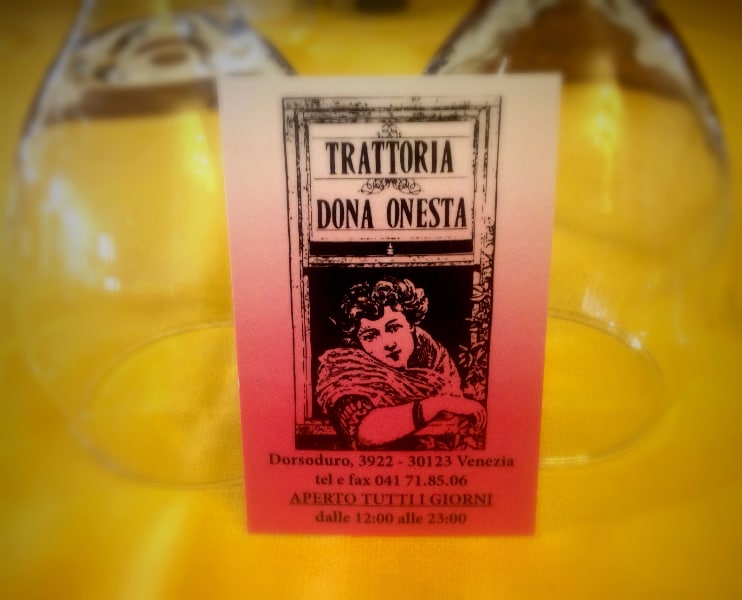 TRATTORIA
DONA ONESTA
Dorsoduro, 3922 - 30123 Venezia
tel e fax 041 71.85.06
APERTO TUTTI I GIORNI
dalle 12:00 alle 23:00